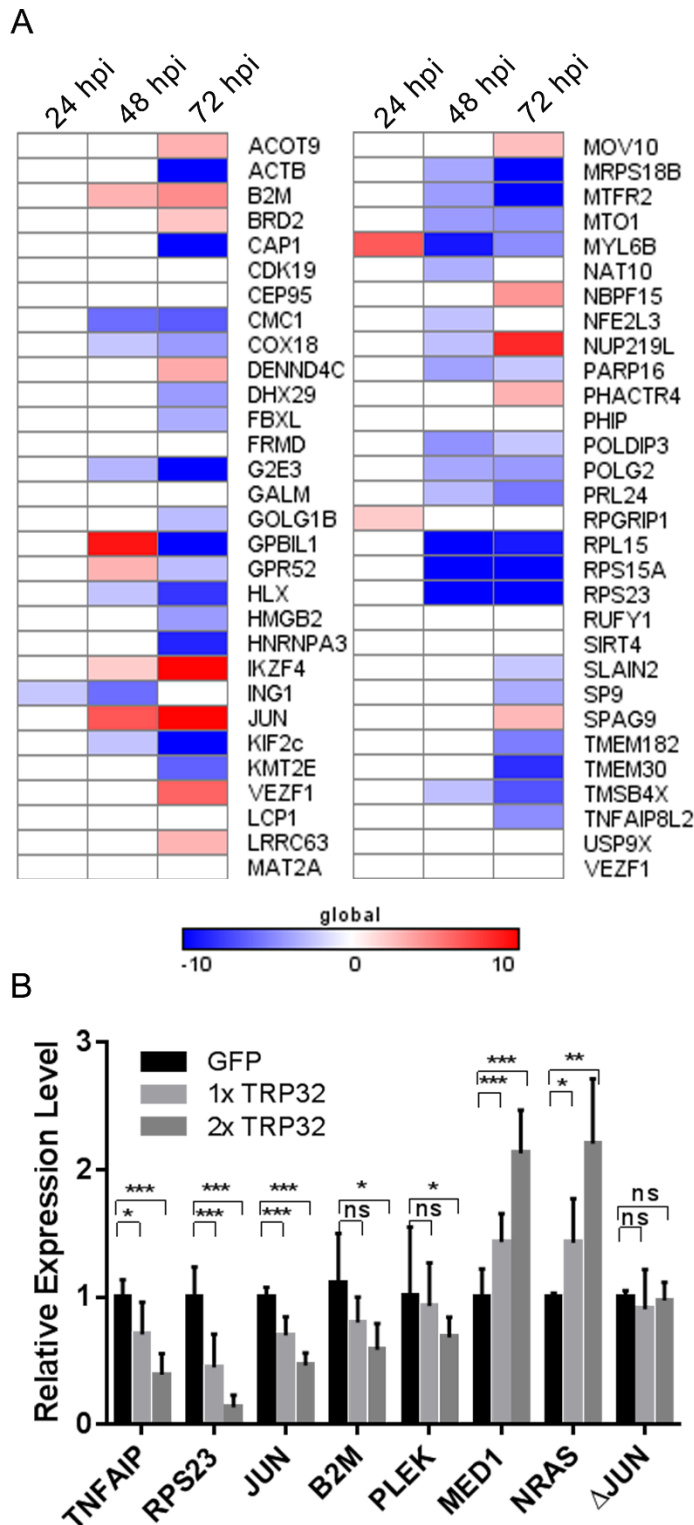 A
24 hpi 48 hpi 72 hpi 24 hpi 48 hpi 72 hpi
ACOT9 MOV10
ACTB MRPS18B
B2M MTFR2
BRD2 MTO1
CAP1 MYL6B
CDK19 NAT10
CEP95 NBPF15
CMC1 NFE2L3
COX18 NUP219L
DENND4C PARP16
DHX29 PHACTR4
FBXL PHIP
FRMD POLDIP3
G2E3 POLG2
GALM PRL24
GOLG1B RPGRIP1
GPBIL1 RPL15
GPR52 RPS15A
HLX RPS23
HMGB2 RUFY1
HNRNPA3 SIRT4
IKZF4 SLAIN2
ING1 SP9
JUN SPAG9
KIF2c TMEM182
KMT2E TMEM30
VEZF1 TMSB4X
LCP1 TNFAIP8L2
LRRC63 USP9X
MAT2A VEZF1
global
-10 0 10
B
Relative Expression Level
3
2
1
0
GFP
1x TRP32
2x TRP32
*** *
*** ***
*** ***
* ns
* ns
*** ***
** *
ns ns
TNFAIP RPS23 JUN B2M PLEK MED1 NRAS ΔJUN